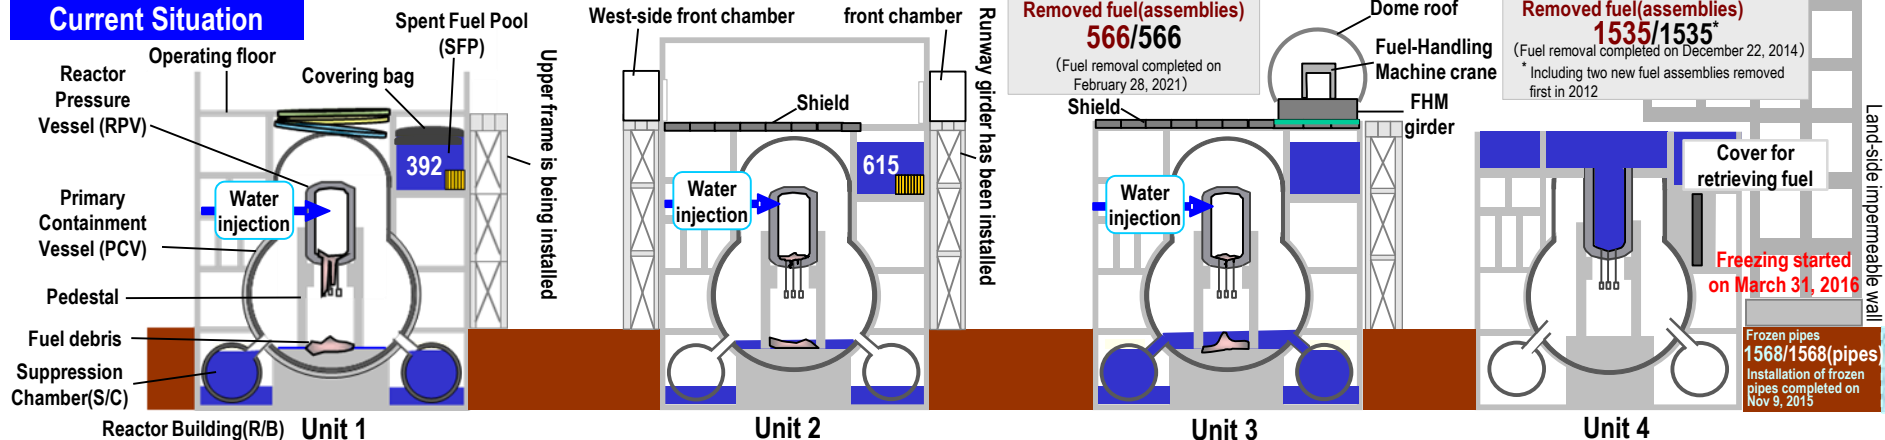 Current Situation
Operating floor
Reactor
Pressure
Vessel (RPV)
Covering bag
Spent Fuel Pool
(SFP)
392
Water
injection
Primary
Containment
Vessel (PCV)
Pedestal
Fuel debris
Suppression
Chamber(S/C)
Reactor Building(R/B)
Unit 1
Upper frame is being installed
West-side front chamber
front chamber
Shield
615
Water
injection
Unit 2
Runway girder has been installed
Removed fuel(assemblies)
566/566
(Fuel removal completed on
February 28, 2021)
Shield
Dome roof
Fuel-Handling
Machine crane
FHM
girder
Water
injection
Unit 3
Removed fuel(assemblies)
1535/1535*
(Fuel removal completed on December 22, 2014)
* Including two new fuel assemblies removed
first in 2012
Cover for
retrieving fuel
Freezing started
on March 31, 2016
Unit 4
Land-side impermeable wall
Frozen pipes
1568/1568(pipes)
Installation of frozen
pipes completed on
Nov 9, 2015